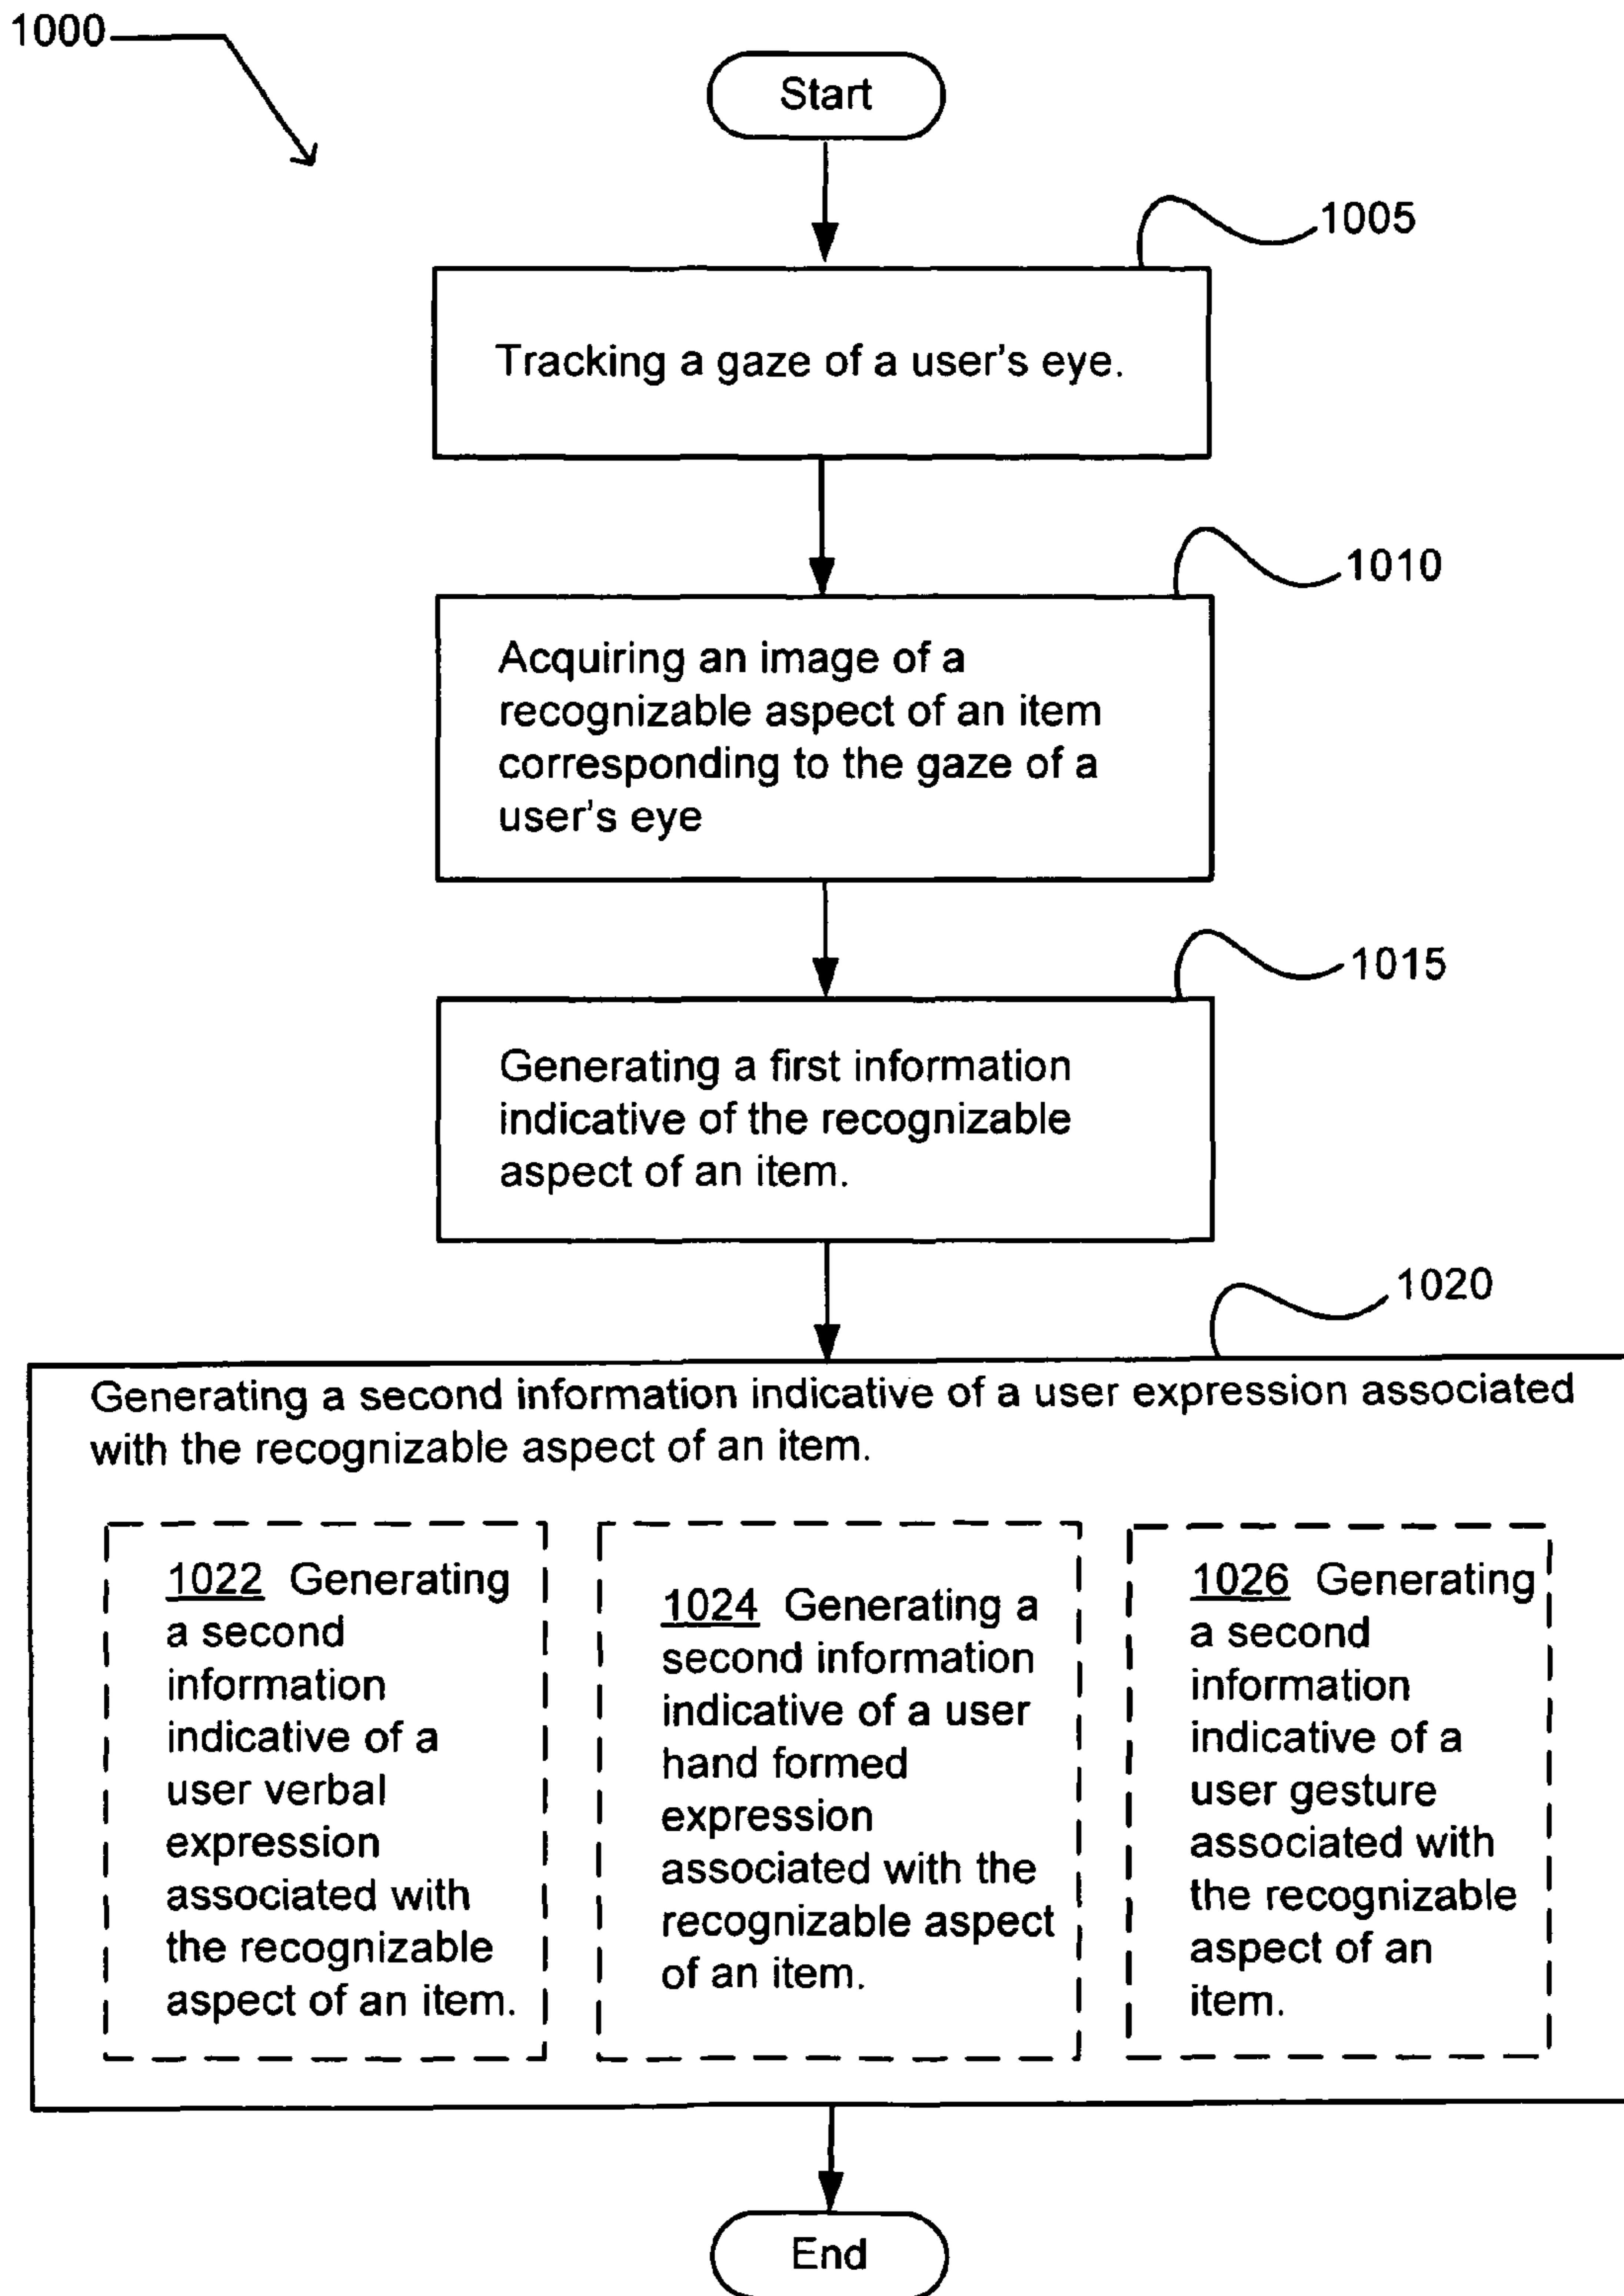 1000
Start
1005
Tracking a gaze of a user's eye.
1010
Acquiring an image of a
recognizable aspect of an item
corresponding to the gaze of a
user's eye
1015
Generating a first information
indicative of the recognizable
aspect of an item.
1020
Generating a second information indicative of a user expression associated
with the recognizable aspect of an item.
1022 Generating
a second
information
indicative of a
user verbal
expression
associated with
the recognizable
aspect of an item.
1024 Generating a
second information
indicative of a user
hand formed
expression
associated with the
recognizable aspect
of an item.
1026 Generating
a second
information
indicative of a
user gesture
associated with
the recognizable
aspect of an
item.
End